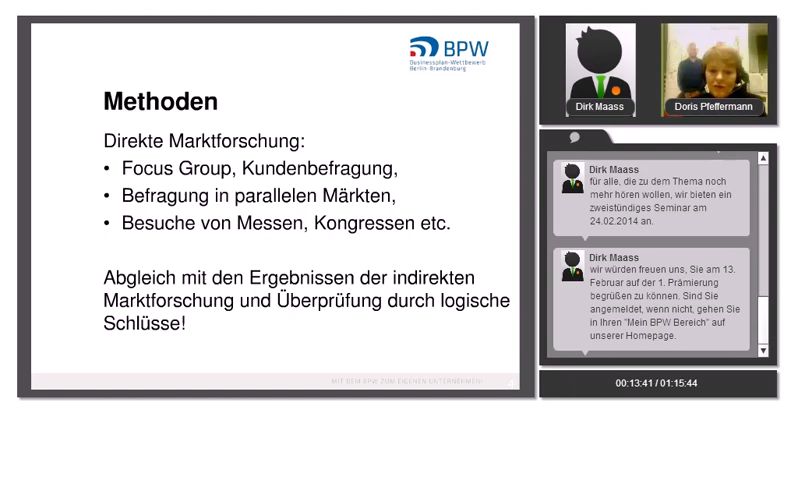 BPW
Businessplan-Wettbewerb
Berlin-Brandenburg
Methoden
Direkte Marktforschung:
• Focus Group, Kundenbefragung,
• Befragung in parallelen Märkten,
• Besuche von Messen, Kongressen etc.
Abgleich mit den Ergebnissen der indirekten
Marktforschung und Überprüfung durch logische
Schlüsse!
MIT DEM BPW ZUM EIGENEN UNTERNEHMEN!
Dirk Maass
Doris Pfeffermann
Dirk Maass
für alle, die zu dem Thema noch
mehr hören wollen, wir bieten ein
zweistündiges Seminar am
24.02.2014 an.
Dirk Maass
wir würden freuen uns, Sie am 13.
Februar auf der 1. Prämierung
begrüßen zu können. Sind Sie
angemeldet, wenn nicht, gehen Sie
in Ihren "Mein BPW Bereich" auf
unserer Homepage.
00:13:41 / 01:15:44